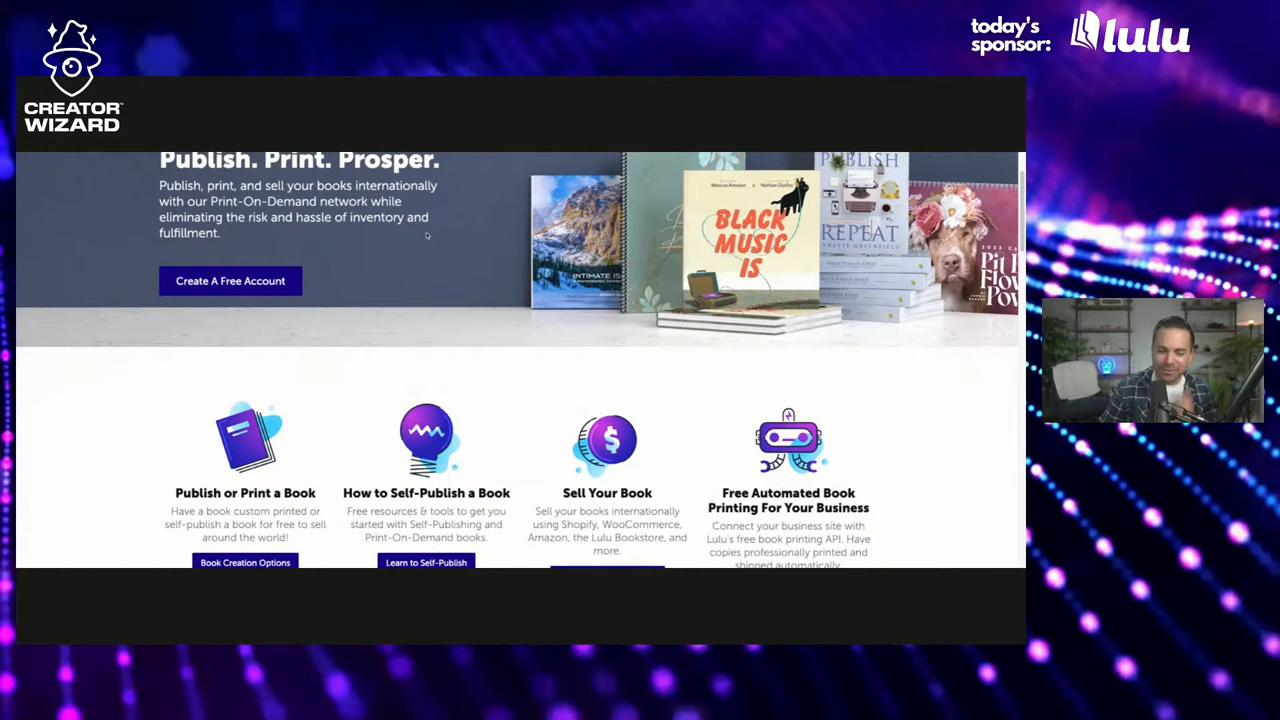 today's
sponsor:
lulu
CREATOR
WIZARD
Publish. Print. Prosper.
Publish, print, and sell your books internationally
with our Print-On-Demand network while
eliminating the risk and hassle of inventory and
fulfillment.
Create A Free Account
Marcus Amaker
BLACK
MUSIC
IS
INTIMATE
PUBLISH
REPEAT
2023
Publish or Print a Book
Have a book custom printed or
self-publish a book for free to sell
around the world!
Book Creation Options
How to Self-Publish a Book
Free resources & tools to get you
started with Self-Publishing and
Print-On-Demand books.
Learn to Self-Publish
Sell Your Book
Sell your books internationally
using Shopify, WooCommerce,
Amazon, the Lulu Bookstore, and
more.
Free Automated Book
Printing For Your Business
Connect your business site with
Lulu's free book printing API. Have
copies professionally printed and
shipped automatically.